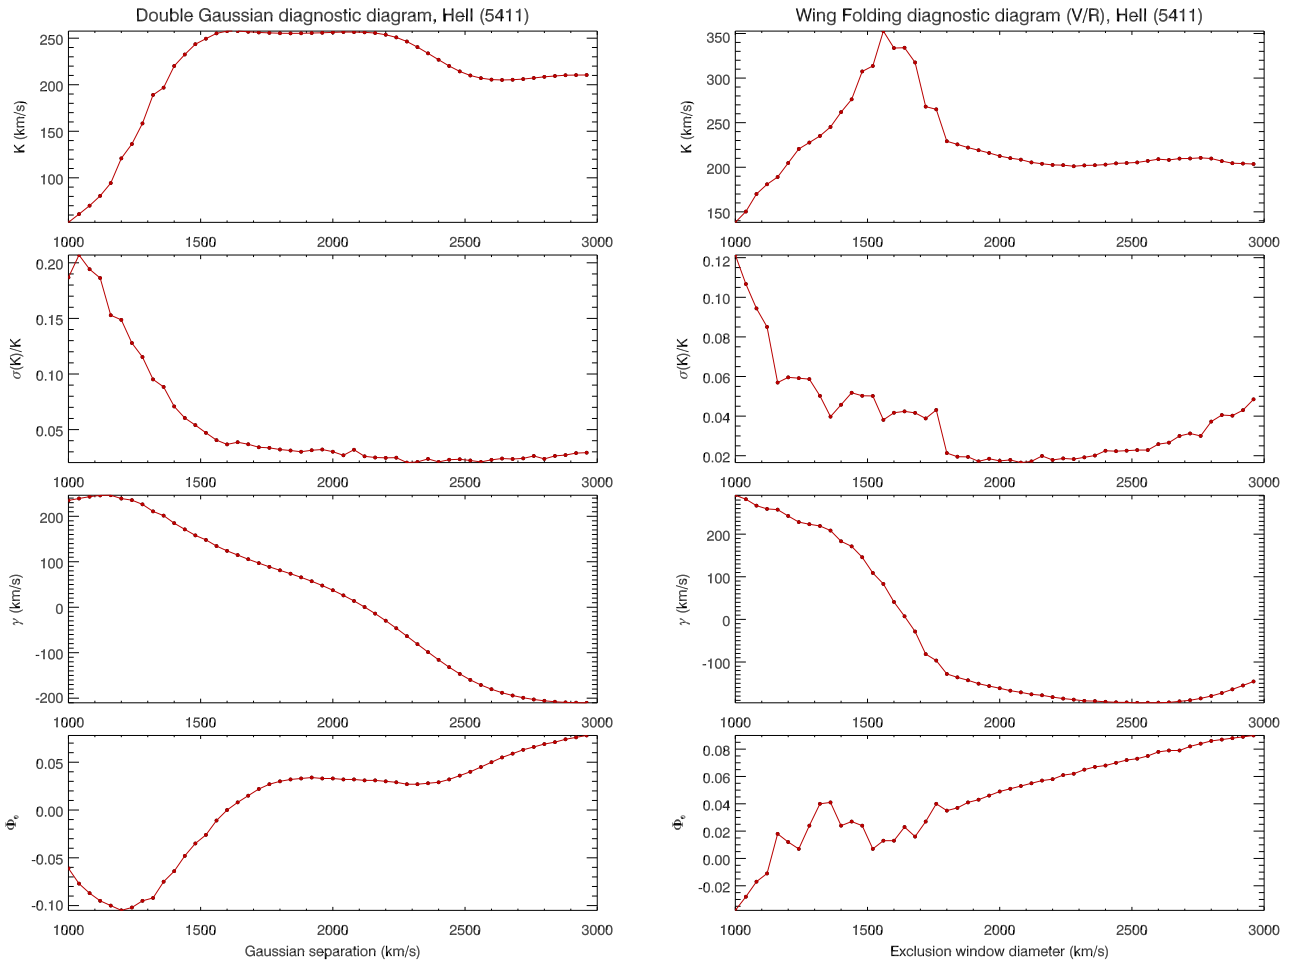 Double Gaussian diagnostic diagram, HeII (5411)
250
200
150
100
K (km/s)
1000 1500 2000 2500 3000
0.20
0.15
0.10
0.05
σ(K)/K
1000 1500 2000 2500 3000
200
100
0
-100
-200
γ (km/s)
1000 1500 2000 2500 3000
0.05
0.00
-0.05
-0.10
Φₑ
1000 1500 2000 2500 3000
Gaussian separation (km/s)
Wing Folding diagnostic diagram (V/R), HeII (5411)
350
300
250
200
150
K (km/s)
1000 1500 2000 2500 3000
0.12
0.10
0.08
0.06
0.04
0.02
σ(K)/K
1000 1500 2000 2500 3000
200
100
0
-100
γ (km/s)
1000 1500 2000 2500 3000
0.08
0.06
0.04
0.02
0.00
-0.02
Φₑ
1000 1500 2000 2500 3000
Exclusion window diameter (km/s)